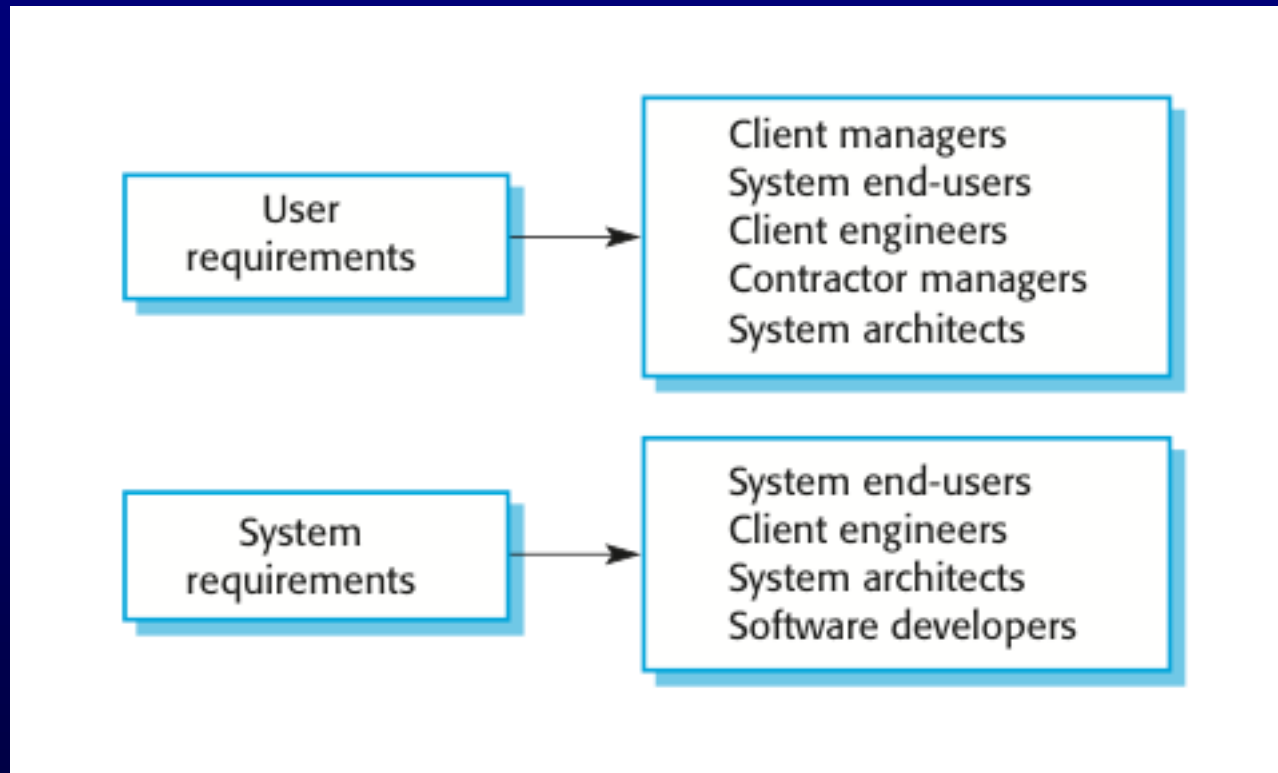 User
requirements
Client managers
System end-users
Client engineers
Contractor managers
System architects
System
requirements
System end-users
Client engineers
System architects
Software developers